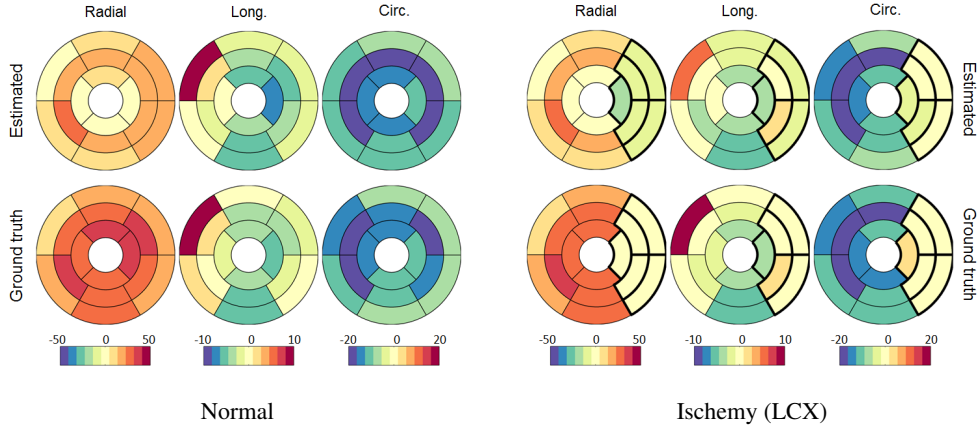 Radial Long. Circ. Radial Long. Circ.
Estimated Estimated
Ground truth Ground truth
-50 0 50 -10 0 10 -20 0 20 -50 0 50 -10 0 10 -20 0 20
Normal Ischemy (LCX)